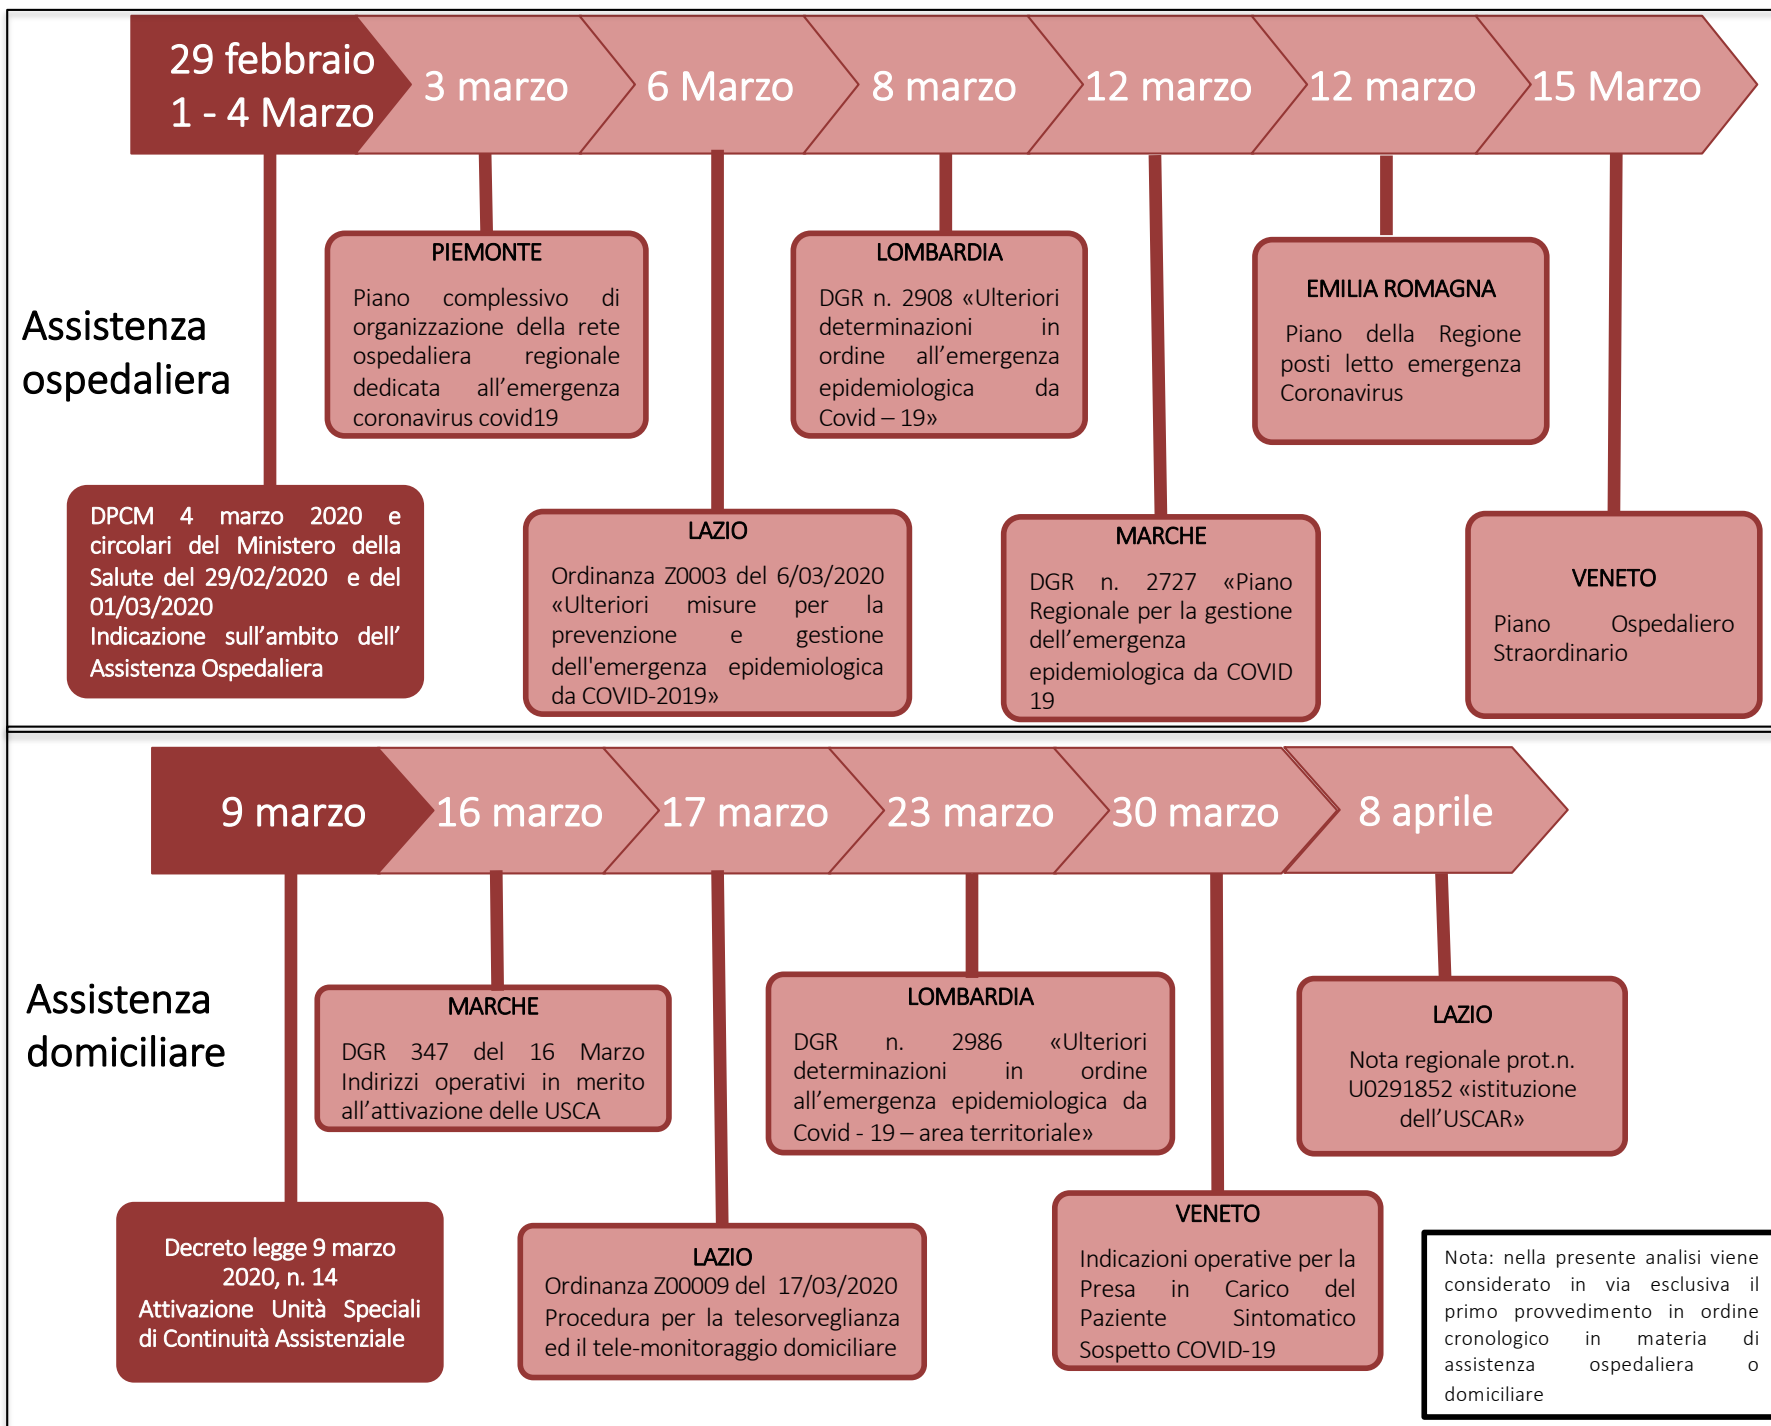 29 febbraio
1 - 4 Marzo
3 marzo
6 Marzo
8 marzo
12 marzo
12 marzo
15 Marzo
Assistenza
ospedaliera
PIEMONTE
Piano complessivo di
organizzazione della rete
ospedaliera regionale
dedicata all’emergenza
coronavirus covid19
LOMBARDIA
DGR n. 2908 «Ulteriori
determinazioni in
ordine all’emergenza
epidemiologica da
Covid – 19»
EMILIA ROMAGNA
Piano della Regione
posti letto emergenza
Coronavirus
DPCM 4 marzo 2020 e
circolari del Ministero della
Salute del 29/02/2020 e del
01/03/2020
Indicazione sull’ambito dell’
Assistenza Ospedaliera
LAZIO
Ordinanza Z0003 del 6/03/2020
«Ulteriori misure per la
prevenzione e gestione
dell'emergenza epidemiologica
da COVID-2019»
MARCHE
DGR n. 2727 «Piano
Regionale per la gestione
dell’emergenza
epidemiologica da COVID
19
VENETO
Piano Ospedaliero
Straordinario
9 marzo
16 marzo
17 marzo
23 marzo
30 marzo
8 aprile
Assistenza
domiciliare
MARCHE
DGR 347 del 16 Marzo
Indirizzi operativi in merito
all’attivazione delle USCA
LOMBARDIA
DGR n. 2986 «Ulteriori
determinazioni in ordine
all’emergenza epidemiologica da
Covid - 19 – area territoriale»
LAZIO
Nota regionale prot.n.
U0291852 «istituzione
dell’USCAR»
Decreto legge 9 marzo
2020, n. 14
Attivazione Unità Speciali
di Continuità Assistenziale
LAZIO
Ordinanza Z00009 del 17/03/2020
Procedura per la telesorveglianza
ed il tele-monitoraggio domiciliare
VENETO
Indicazioni operative per la
Presa in Carico del
Paziente Sintomatico
Sospetto COVID-19
Nota: nella presente analisi viene
considerato in via esclusiva il
primo provvedimento in ordine
cronologico in materia di
assistenza ospedaliera o
domiciliare